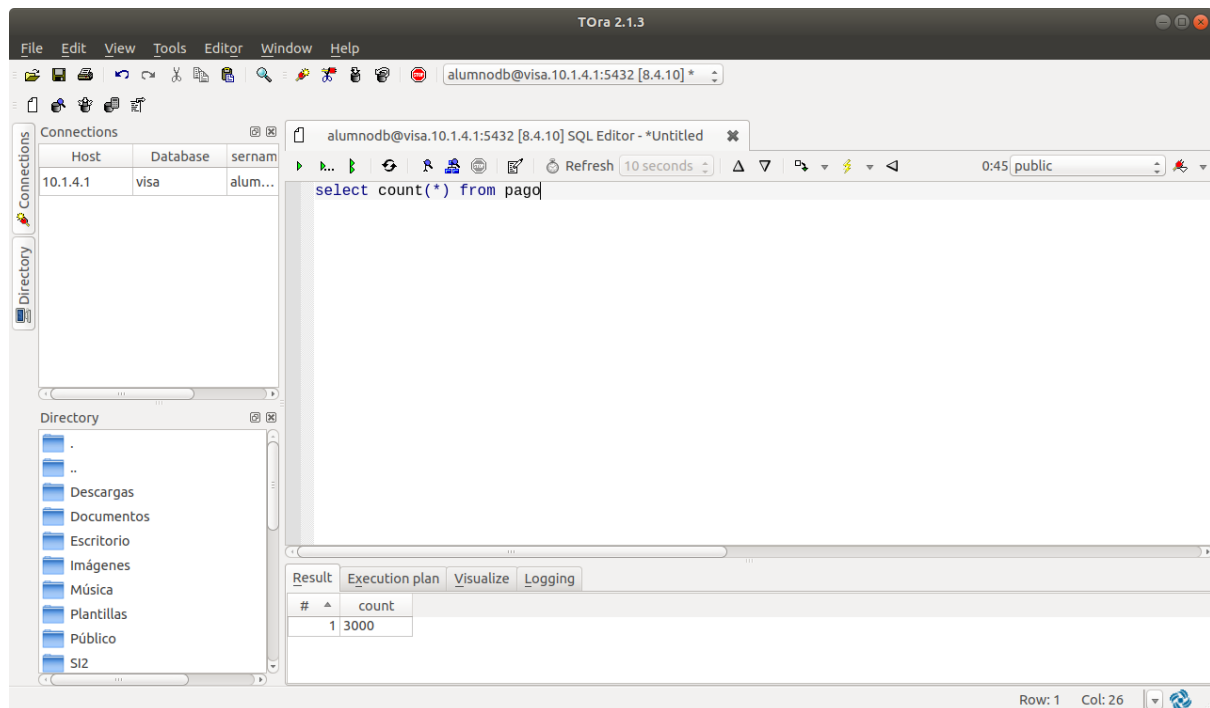 TOra 2.1.3
File Edit View Tools Editor Window Help
alumnodb@visa.10.1.4.1:5432 [8.4.10] *
Connections
Host Database sernam
10.1.4.1 visa alum...
Connections
Directory
alumnodb@visa.10.1.4.1:5432 [8.4.10] SQL Editor - *Untitled
Refresh 10 seconds 0:45 public
select count(*) from pago
Directory
.
..
Descargas
Documentos
Escritorio
Imágenes
Música
Plantillas
Público
SI2
Result Execution plan Visualize Logging
# count
1 3000
Row: 1 Col: 26